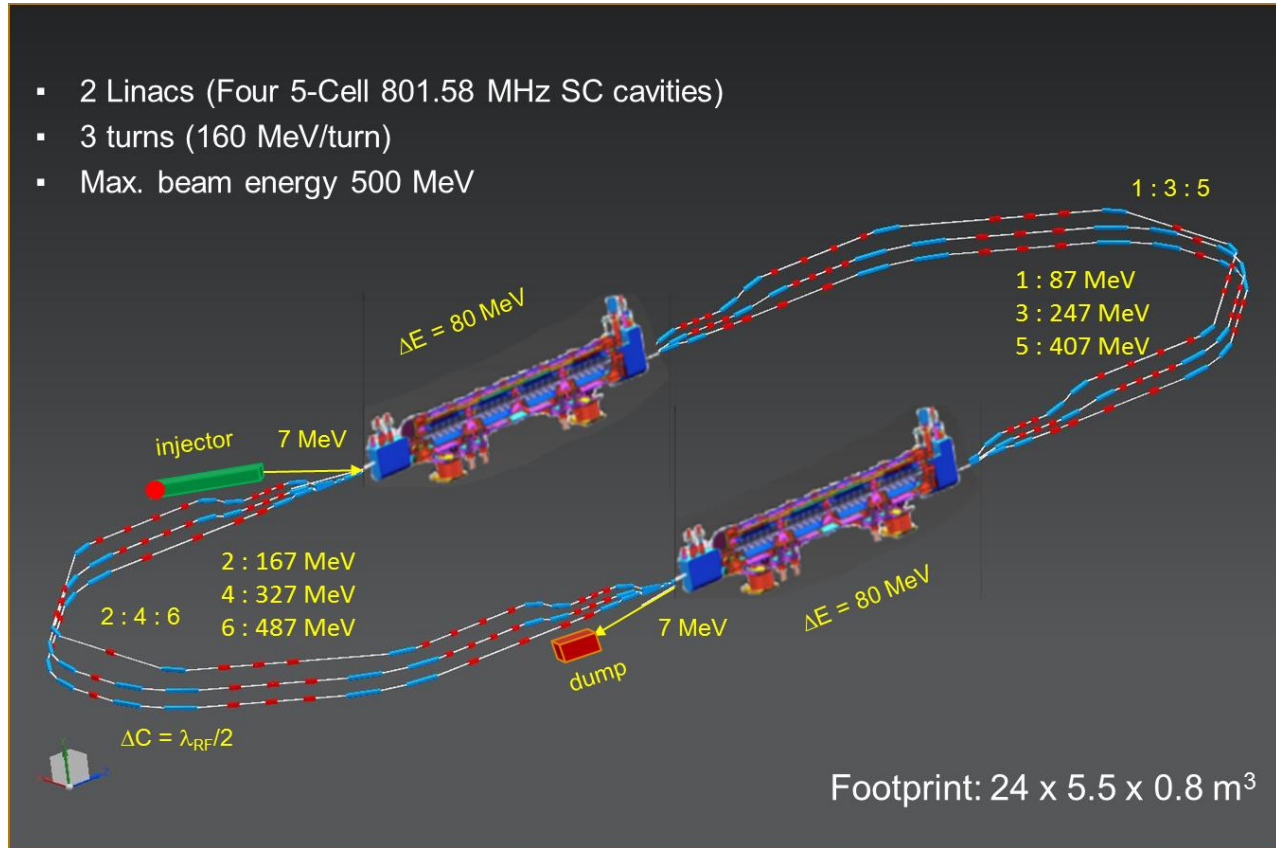 ▪ 2 Linacs (Four 5-Cell 801.58 MHz SC cavities)
▪ 3 turns (160 MeV/turn)
▪ Max. beam energy 500 MeV
1 : 3 : 5
1 : 87 MeV
3 : 247 MeV
5 : 407 MeV
ΔE = 80 MeV
injector
7 MeV
2 : 167 MeV
4 : 327 MeV
6 : 487 MeV
2 : 4 : 6
ΔE = 80 MeV
7 MeV
dump
ΔC = λRF/2
Footprint: 24 x 5.5 x 0.8 m³